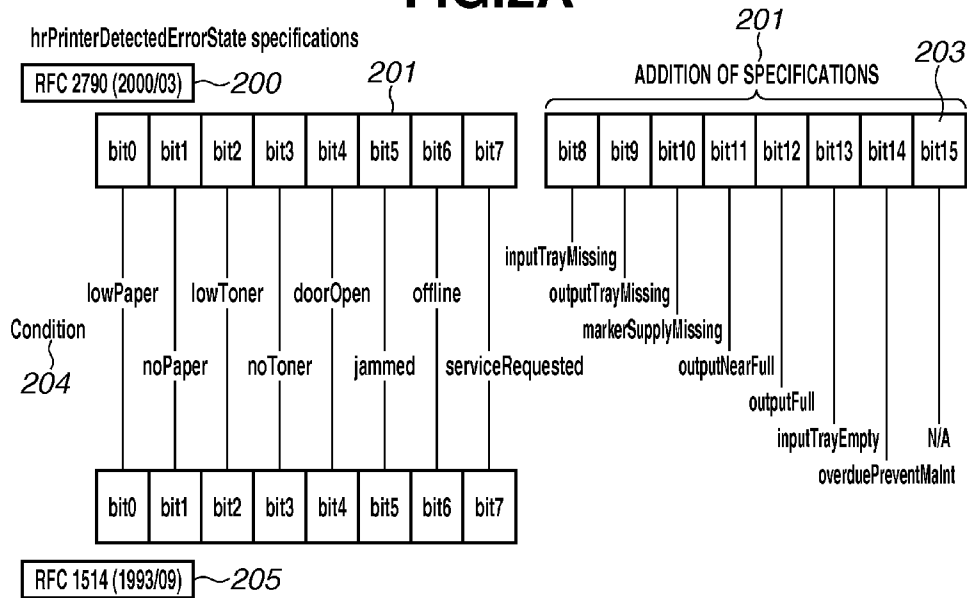 FIG.2A
hrPrinterDetectedErrorState specifications
RFC 2790 (2000/03) 200
201
201
ADDITION OF SPECIFICATIONS
203
bit0 bit1 bit2 bit3 bit4 bit5 bit6 bit7 bit8 bit9 bit10 bit11 bit12 bit13 bit14 bit15
inputTrayMissing
lowPaper lowToner doorOpen offline outputTrayMissing
Condition markerSupplyMissing
204 noPaper noToner jammed serviceRequested outputNearFull
outputFull
inputTrayEmpty N/A
overduePreventMaInt
bit0 bit1 bit2 bit3 bit4 bit5 bit6 bit7
RFC 1514 (1993/09) 205